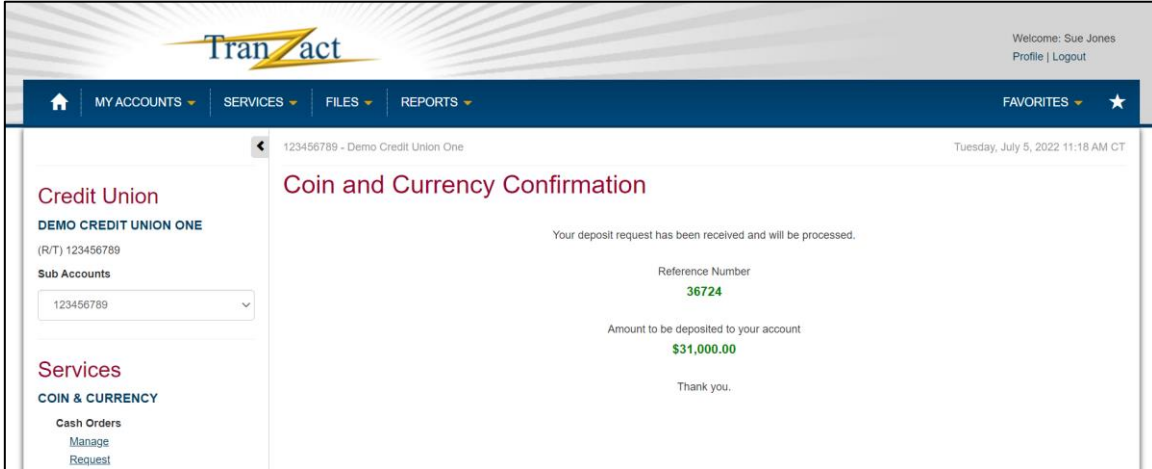 TranZact
Welcome: Sue Jones
Profile | Logout
MY ACCOUNTS
SERVICES
FILES
REPORTS
FAVORITES
123456789 - Demo Credit Union One
Tuesday, July 5, 2022 11:18 AM CT
Credit Union
DEMO CREDIT UNION ONE
(R/T) 123456789
Sub Accounts
123456789
Services
COIN & CURRENCY
Cash Orders
Manage
Request
Coin and Currency Confirmation
Your deposit request has been received and will be processed.
Reference Number
36724
Amount to be deposited to your account
$31,000.00
Thank you.